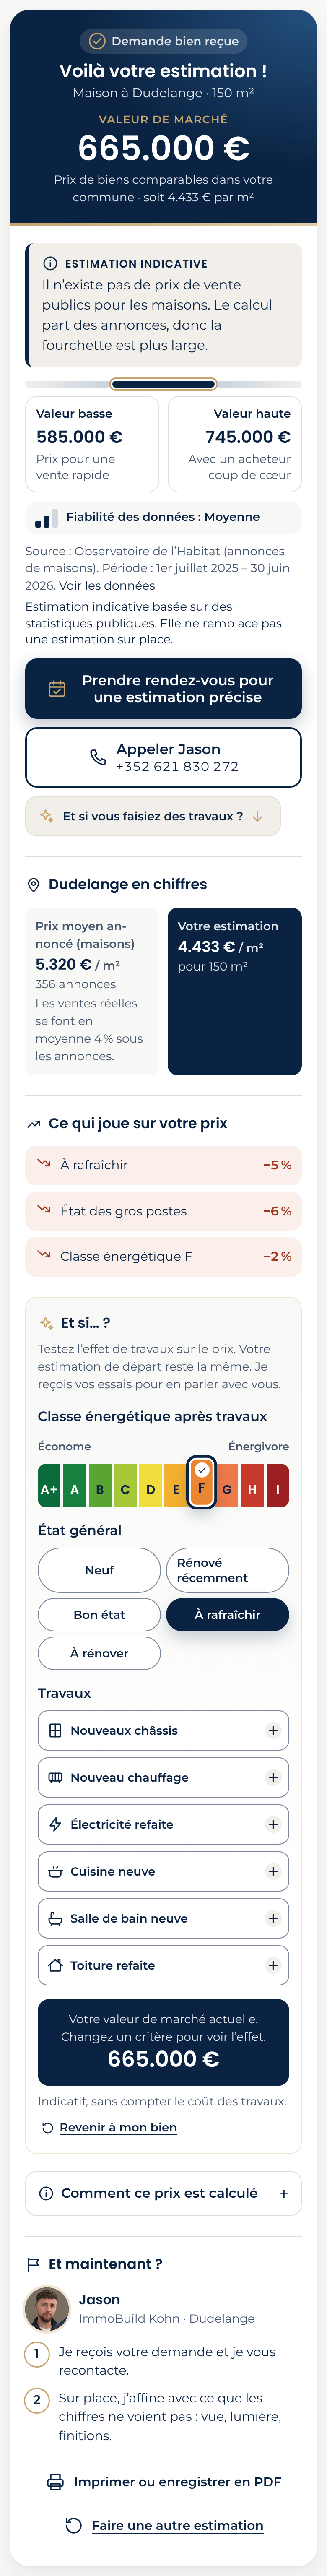 Demande bien reçue
Voilà votre estimation !
Maison à Dudelange · 150 m²
VALEUR DE MARCHÉ
665.000 €
Prix de biens comparables dans votre
commune · soit 4.433 € par m²
ESTIMATION INDICATIVE
Il n’existe pas de prix de vente
publics pour les maisons. Le calcul
part des annonces, donc la
fourchette est plus large.
Valeur basse
585.000 €
Prix pour une
vente rapide
Valeur haute
745.000 €
Avec un acheteur
coup de cœur
Fiabilité des données : Moyenne
Source : Observatoire de l’Habitat (annonces
de maisons). Période : 1er juillet 2025 – 30 juin
2026. Voir les données
Estimation indicative basée sur des
statistiques publiques. Elle ne remplace pas
une estimation sur place.
Prendre rendez-vous pour
une estimation précise
Appeler Jason
+352 621 830 272
Et si vous faisiez des travaux ?
Dudelange en chiffres
Prix moyen an-
noncé (maisons)
5.320 € / m²
356 annonces
Les ventes réelles
se font en
moyenne 4 % sous
les annonces.
Votre estimation
4.433 € / m²
pour 150 m²
Ce qui joue sur votre prix
À rafraîchir −5 %
État des gros postes −6 %
Classe énergétique F −2 %
Et si… ?
Testez l’effet de travaux sur le prix. Votre
estimation de départ reste la même. Je
reçois vos essais pour en parler avec vous.
Classe énergétique après travaux
Économe Énergivore
A+ A B C D E F G H I
État général
Neuf
Rénové
récemment
Bon état
À rafraîchir
À rénover
Travaux
Nouveaux châssis
Nouveau chauffage
Électricité refaite
Cuisine neuve
Salle de bain neuve
Toiture refaite
Votre valeur de marché actuelle.
Changez un critère pour voir l’effet.
665.000 €
Indicatif, sans compter le coût des travaux.
Revenir à mon bien
Comment ce prix est calculé
Et maintenant ?
Jason
ImmoBuild Kohn · Dudelange
1 Je reçois votre demande et je vous
recontacte.
2 Sur place, j’affine avec ce que les
chiffres ne voient pas : vue, lumière,
finitions.
Imprimer ou enregistrer en PDF
Faire une autre estimation